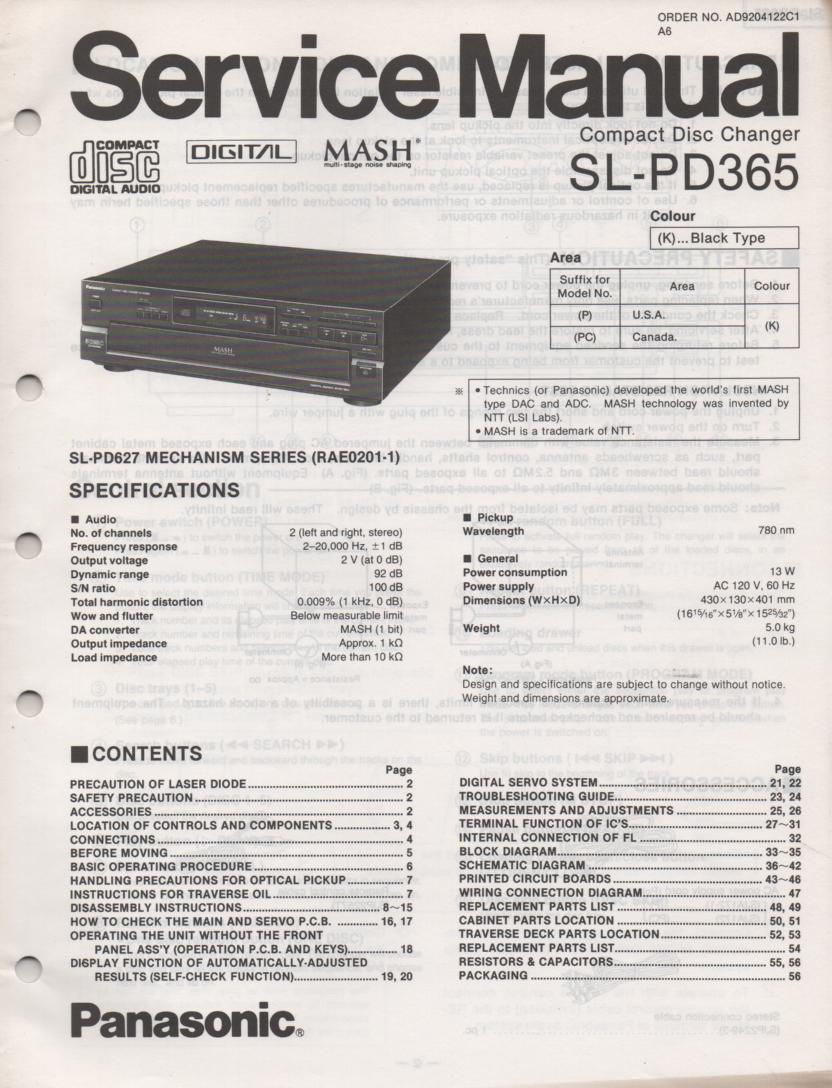 ORDER NO. AD9204122C1
A6
Service Manual
COMPACT
disc
DIGITAL AUDIO
DIGITAL
MASH*
multi-stage noise shaping
Compact Disc Changer
SL-PD365
Colour
(K)...Black Type
Area
Suffix for Model No. Area Colour
(P) U.S.A. (K)
(PC) Canada.
Panasonic
MASH
※ • Technics (or Panasonic) developed the world's first MASH
type DAC and ADC. MASH technology was invented by
NTT (LSI Labs).
• MASH is a trademark of NTT.
SL-PD627 MECHANISM SERIES (RAE0201-1)
SPECIFICATIONS
■ Audio
No. of channels 2 (left and right, stereo)
Frequency response 2–20,000 Hz, ±1 dB
Output voltage 2 V (at 0 dB)
Dynamic range 92 dB
S/N ratio 100 dB
Total harmonic distortion 0.009% (1 kHz, 0 dB)
Wow and flutter Below measurable limit
DA converter MASH (1 bit)
Output impedance Approx. 1 kΩ
Load impedance More than 10 kΩ
■ Pickup
Wavelength 780 nm
■ General
Power consumption 13 W
Power supply AC 120 V, 60 Hz
Dimensions (W×H×D) 430×130×401 mm
(16 15/16"×5 1/8"×15 25/32")
Weight 5.0 kg
(11.0 lb.)
Note:
Design and specifications are subject to change without notice.
Weight and dimensions are approximate.
■ CONTENTS
Page
PRECAUTION OF LASER DIODE 2
SAFETY PRECAUTION 2
ACCESSORIES 2
LOCATION OF CONTROLS AND COMPONENTS 3, 4
CONNECTIONS 4
BEFORE MOVING 5
BASIC OPERATING PROCEDURE 6
HANDLING PRECAUTIONS FOR OPTICAL PICKUP 7
INSTRUCTIONS FOR TRAVERSE OIL 7
DISASSEMBLY INSTRUCTIONS 8~15
HOW TO CHECK THE MAIN AND SERVO P.C.B. 16, 17
OPERATING THE UNIT WITHOUT THE FRONT
PANEL ASS'Y (OPERATION P.C.B. AND KEYS) 18
DI6PLAY FUNCTION OF AUTOMATICALLY-ADJUSTED
RESULTS (SELF-CHECK FUNCTION) 19, 20
Page
DIGITAL SERVO SYSTEM 21, 22
TROUBLESHOOTING GUIDE 23, 24
MEASUREMENTS AND ADJUSTMENTS 25, 26
TERMINAL FUNCTION OF IC'S 27~31
INTERNAL CONNECTION OF FL 32
BLOCK DIAGRAM 33~35
SCHEMATIC DIAGRAM 36~42
PRINTED CIRCUIT BOARDS 43~46
WIRING CONNECTION DIAGRAM 47
REPLACEMENT PARTS LIST 48, 49
CABINET PARTS LOCATION 50, 51
TRAVERSE DECK PARTS LOCATION 52, 53
REPLACEMENT PARTS LIST 54
RESISTORS & CAPACITORS 55, 56
PACKAGING 56
Panasonic®